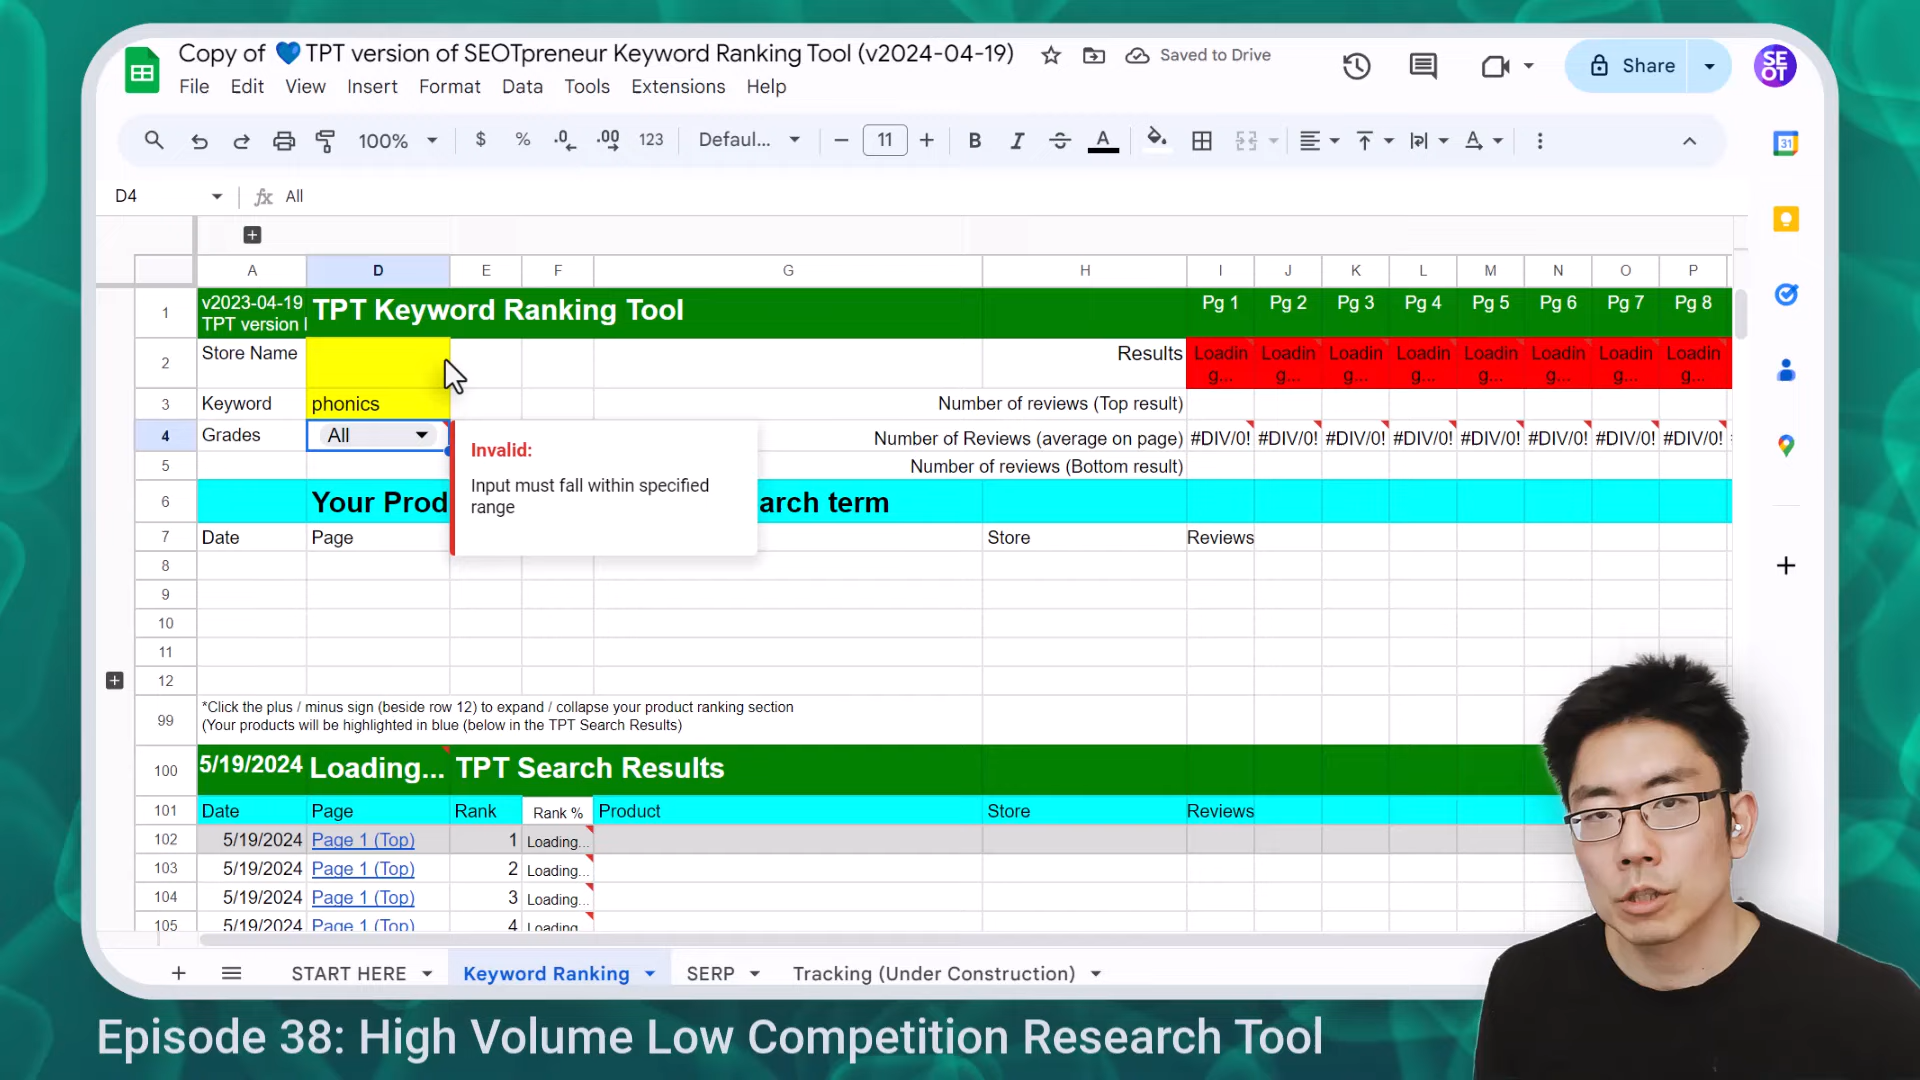 Copy of 💙 TPT version of SEOTpreneur Keyword Ranking Tool (v2024-04-19) Saved to Drive
Share
SE
OT
File Edit View Insert Format Data Tools Extensions Help
100% $ % .0 .00 123 Defaul... 11 B I A
31
D4 fx All
A D E F G H I J K L M N O P
1 v2023-04-19 TPT Keyword Ranking Tool Pg 1 Pg 2 Pg 3 Pg 4 Pg 5 Pg 6 Pg 7 Pg 8
TPT version
2 Store Name Results Loadin Loadin Loadin Loadin Loadin Loadin Loadin Loadin
g... g... g... g... g... g... g... g...
3 Keyword phonics Number of reviews (Top result)
4 Grades All Number of Reviews (average on page) #DIV/0! #DIV/0! #DIV/0! #DIV/0! #DIV/0! #DIV/0! #DIV/0! #DIV/0!
Invalid:
Input must fall within specified
range
5 Number of reviews (Bottom result)
6 Your Prod arch term
7 Date Page Store Reviews
8
9
10
11
12
99 *Click the plus / minus sign (beside row 12) to expand / collapse your product ranking section
(Your products will be highlighted in blue (below in the TPT Search Results)
100 5/19/2024 Loading... TPT Search Results
101 Date Page Rank Rank % Product Store Reviews
102 5/19/2024 Page 1 (Top) 1 Loading...
103 5/19/2024 Page 1 (Top) 2 Loading...
104 5/19/2024 Page 1 (Top) 3 Loading...
105 5/19/2024 Page 1 (Top) 4 Loading
START HERE Keyword Ranking SERP Tracking (Under Construction)
Episode 38: High Volume Low Competition Research Tool